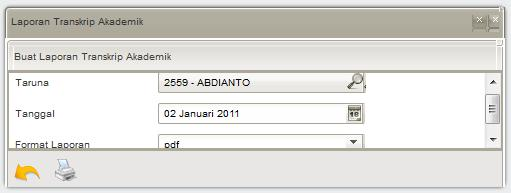 Laporan Transkrip Akademik
Buat Laporan Transkrip Akademik
Taruna 2559 - ABDIANTO
Tanggal 02 Januari 2011
Format Laporan pdf